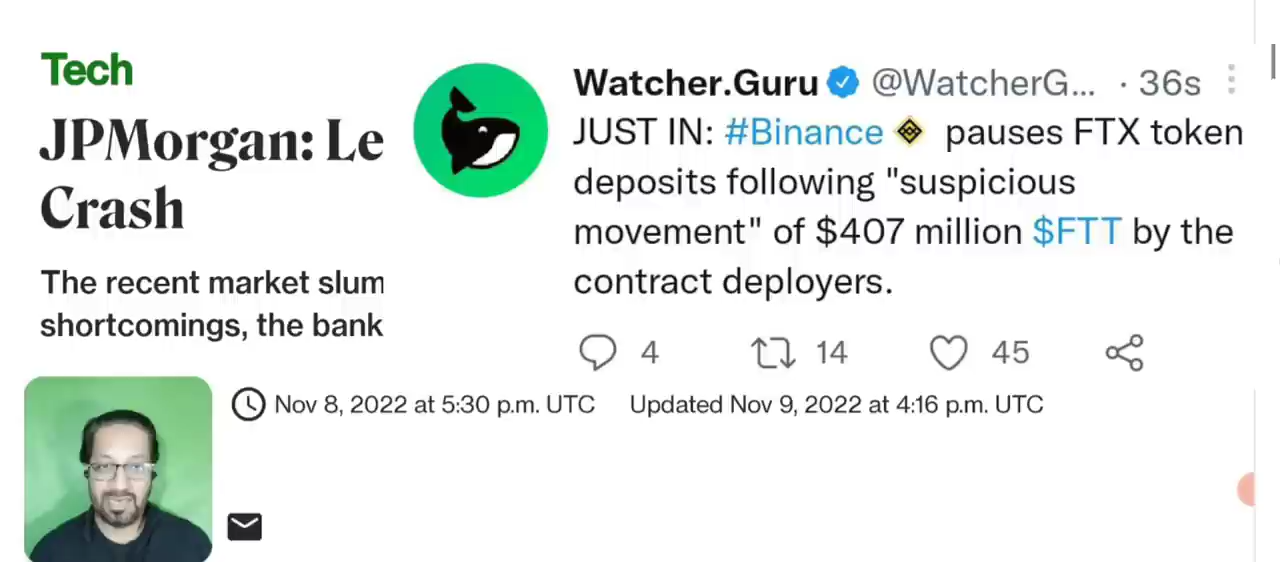 Tech
JPMorgan: Le
Crash
The recent market slum
shortcomings, the bank
Watcher.Guru @WatcherG... · 36s
JUST IN: #Binance pauses FTX token
deposits following "suspicious
movement" of $407 million $FTT by the
contract deployers.
4 14 45
Nov 8, 2022 at 5:30 p.m. UTC Updated Nov 9, 2022 at 4:16 p.m. UTC